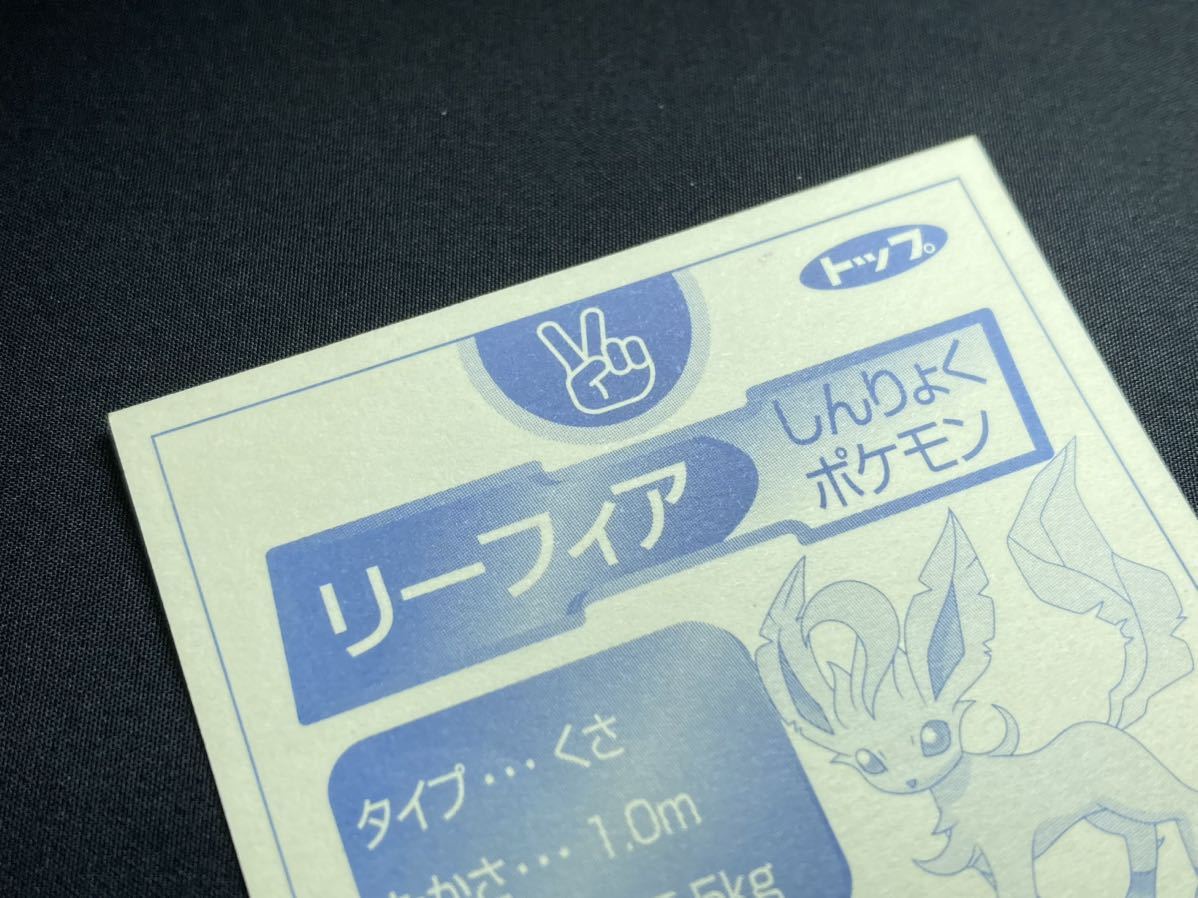 トップ。
リーフィア
しんりょく
ポケモン
タイプ・・・くさ
かさ・・・1.0m
5kg